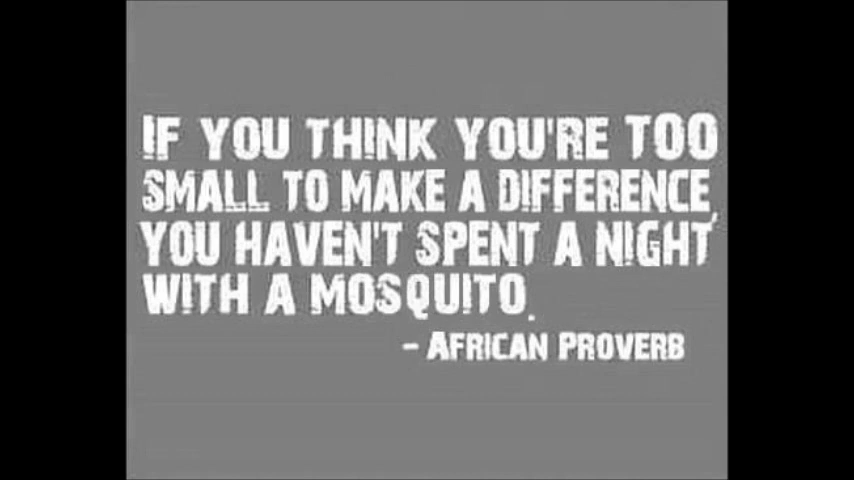 IF YOU THINK YOU'RE TOO
SMALL TO MAKE A DIFFERENCE,
YOU HAVEN'T SPENT A NIGHT
WITH A MOSQUITO.
- AFRICAN PROVERB